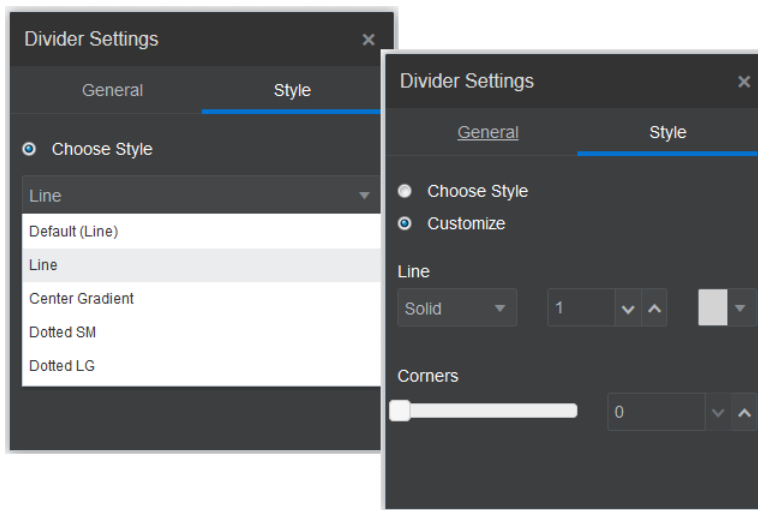 Divider Settings ×
General Style
Choose Style
Line
Default (Line)
Line
Center Gradient
Dotted SM
Dotted LG
Divider Settings ×
General Style
Choose Style
Customize
Line
Solid 1
Corners
0